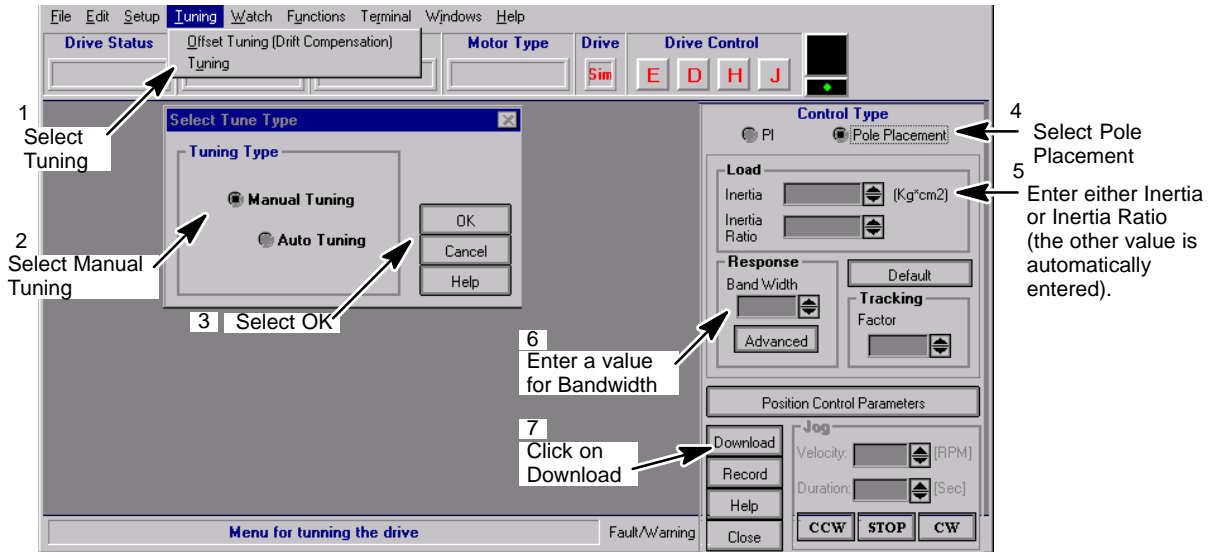 File Edit Setup Tuning Watch Functions Terminal Windows Help
Drive Status
Motor Type
Drive
Drive Control
Offset Tuning (Drift Compensation)
Tuning
Sim
E D H J
1
Select
Tuning
Select Tune Type
Tuning Type
Manual Tuning
Auto Tuning
OK
Cancel
Help
2
Select Manual
Tuning
3 Select OK
Control Type
PI
Pole Placement
4
Select Pole
Placement
Load
Inertia
(Kg*cm2)
Inertia
Ratio
5
Enter either Inertia
or Inertia Ratio
(the other value is
automatically
entered).
Response
Band Width
Advanced
Default
Tracking
Factor
6
Enter a value
for Bandwidth
Position Control Parameters
7
Click on
Download
Download
Record
Help
Close
Jog
Velocity:
[RPM]
Duration:
[Sec]
CCW STOP CW
Menu for tunning the drive
Fault/Warning